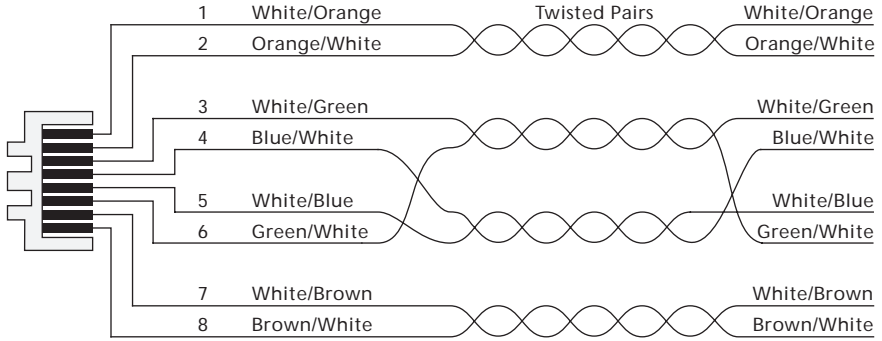 1 White/Orange Twisted Pairs White/Orange
2 Orange/White Orange/White
3 White/Green White/Green
4 Blue/White Blue/White
5 White/Blue White/Blue
6 Green/White Green/White
7 White/Brown White/Brown
8 Brown/White Brown/White